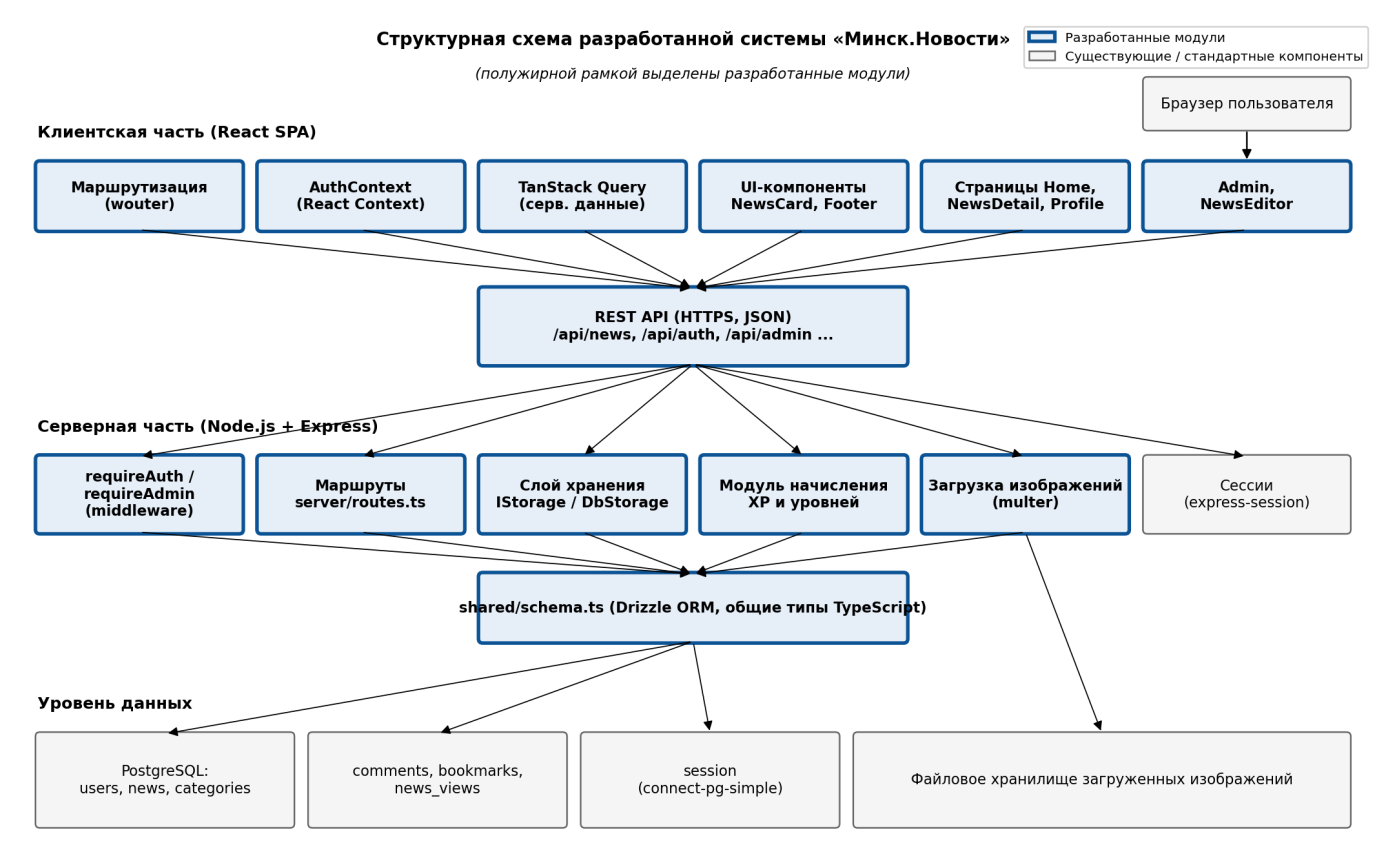 Структурная схема разработанной системы «Минск.Новости»
(полужирной рамкой выделены разработанные модули)
Разработанные модули
Существующие / стандартные компоненты
Браузер пользователя
Клиентская часть (React SPA)
Маршрутизация
(wouter)
AuthContext
(React Context)
TanStack Query
(серв. данные)
UI-компоненты
NewsCard, Footer
Страницы Home,
NewsDetail, Profile
Admin,
NewsEditor
REST API (HTTPS, JSON)
/api/news, /api/auth, /api/admin ...
Серверная часть (Node.js + Express)
requireAuth /
requireAdmin
(middleware)
Маршруты
server/routes.ts
Слой хранения
IStorage / DbStorage
Модуль начисления
XP и уровней
Загрузка изображений
(multer)
Сессии
(express-session)
shared/schema.ts (Drizzle ORM, общие типы TypeScript)
Уровень данных
PostgreSQL:
users, news, categories
comments, bookmarks,
news_views
session
(connect-pg-simple)
Файловое хранилище загруженных изображений